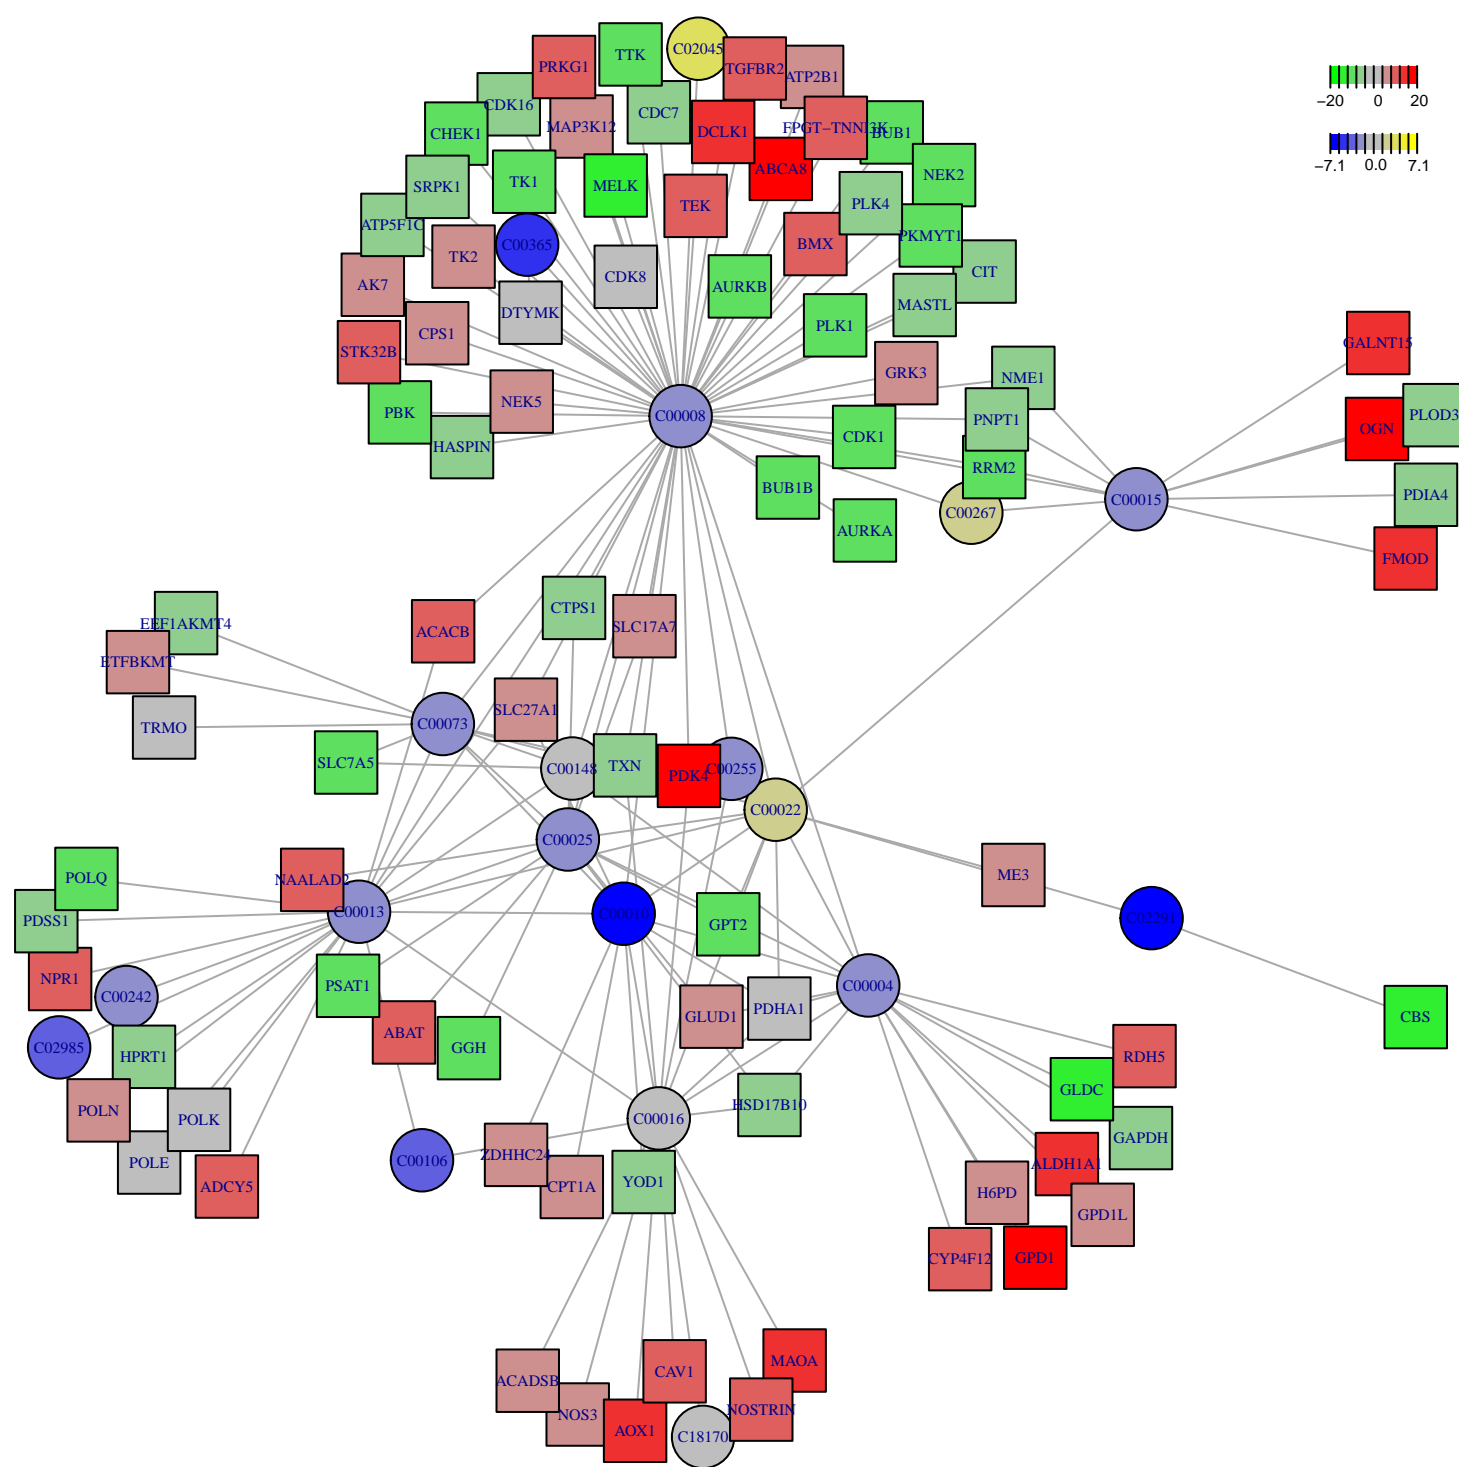 C02045
TTK
PRKG1
TGFBR2
ATP2B1
−20 0 20
CDK16
CDC7
MAP3K12
DCLK1
FPGT−TNNI3K
BUB1
CHEK1
−7.1 0.0 7.1
ABCA8
NEK2
SRPK1
TK1
MELK
TEK
PLK4
ATP5F1C
PKMYT1
C00365
BMX
TK2
CDK8
CIT
AK7
AURKB
MASTL
DTYMK
PLK1
CPS1
STK32B
GALNT15
GRK3
NME1
NEK5
PBK
C00008
PNPT1
PLOD3
OGN
HASPIN
CDK1
RRM2
BUB1B
PDIA4
C00015
C00267
AURKA
FMOD
CTPS1
EEF1AKMT4
ACACB
SLC17A7
ETFBKMT
SLC27A1
TRMO
C00073
SLC7A5
C00148
TXN
PDK4
C00255
C00022
C00025
ME3
POLQ
NAALAD2
C00013
C00010
PDSS1
GPT2
C02291
NPR1
PSAT1
C00242
C00004
ABAT
GLUD1
PDHA1
CBS
C02985
GGH
HPRT1
RDH5
GLDC
HSD17B10
POLN
POLK
C00016
GAPDH
POLE
C00106
ZDHHC24
ALDH1A1
ADCY5
CPT1A
YOD1
H6PD
GPD1L
CYP4F12
GPD1
MAOA
CAV1
ACADSB
NOSTRIN
NOS3
AOX1
C18170